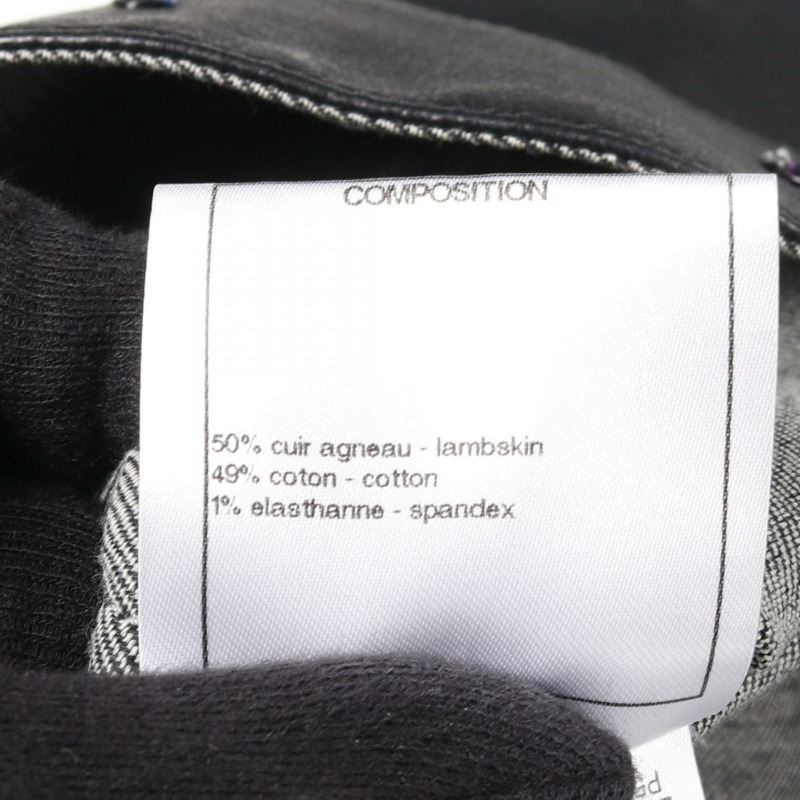 COMPOSITION
50% cuir agneau - lambskin
49% coton - cotton
1% elasthanne - spandex